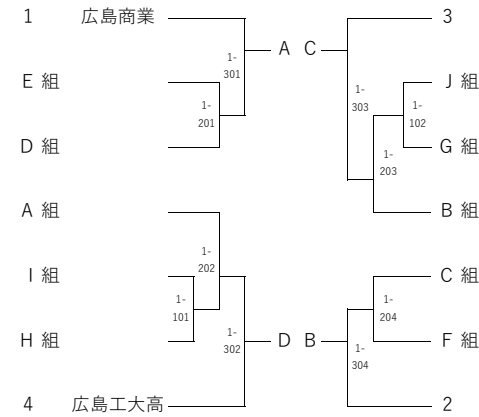 1 広島商業 3
1-
301
A C
E 組 J 組
1-
303
1-
201
1-
102
D 組 G 組
1-
203
A 組 B 組
1-
202
I 組 C 組
1-
101
1-
204
1-
302
H 組 D B F 組
1-
304
4 広島工大高 2